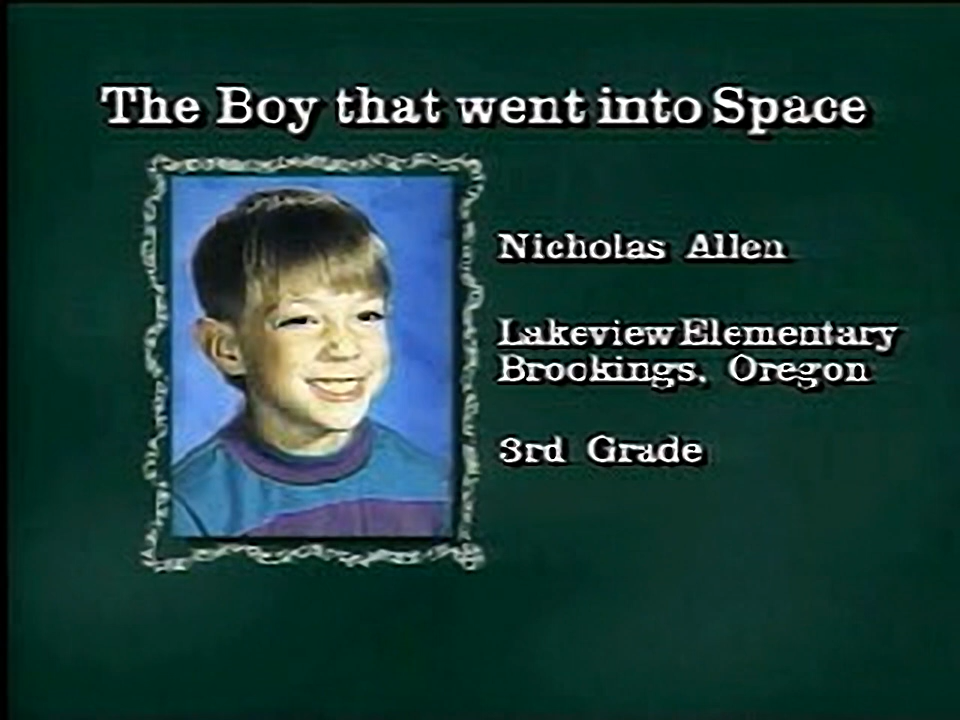 The Boy that went into Space
Nicholas Allen
Lakeview Elementary
Brookings, Oregon
3rd Grade